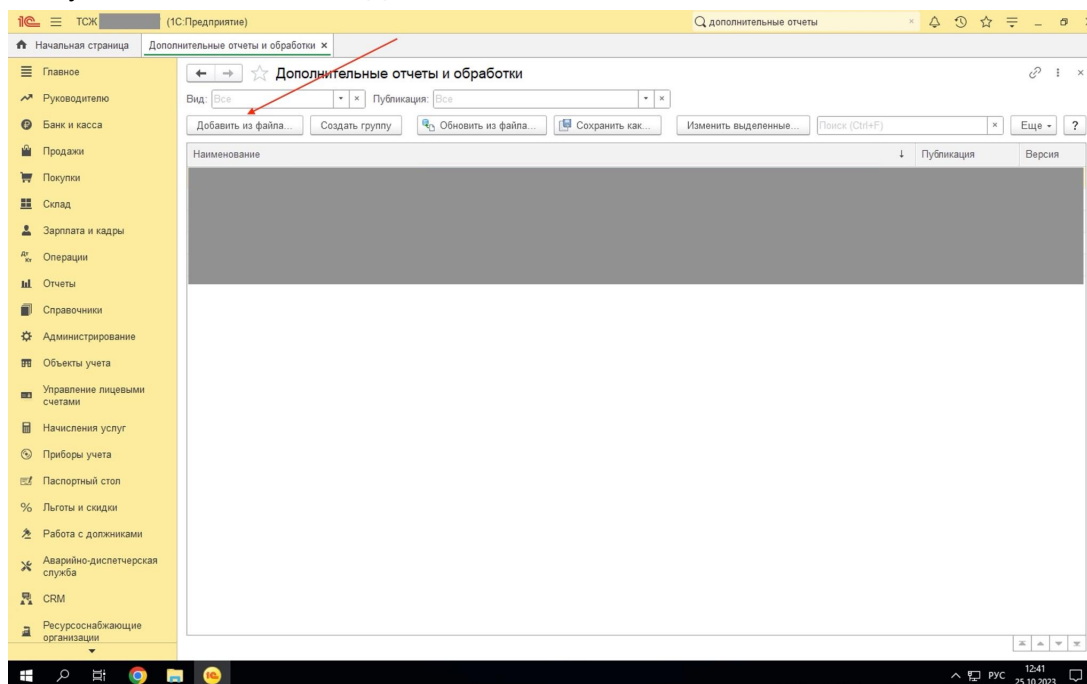 1С ТСЖ (1С:Предприятие) дополнительные отчеты
Начальная страница Дополнительные отчеты и обработки ×
Главное
Руководителю
Банк и касса
Продажи
Покупки
Склад
Зарплата и кадры
Операции
Отчеты
Справочники
Администрирование
Объекты учета
Управление лицевыми
счетами
Начисления услуг
Приборы учета
Паспортный стол
Льготы и скидки
Работа с должниками
Аварийно-диспетчерская
служба
CRM
Ресурсоснабжающие
организации
Дополнительные отчеты и обработки
Вид: Все Публикация: Все
Добавить из файла... Создать группу Обновить из файла... Сохранить как... Изменить выделенные... Поиск (Ctrl+F) × Еще ?
Наименование ↓ Публикация Версия
РУС 12:41
25.10.2023